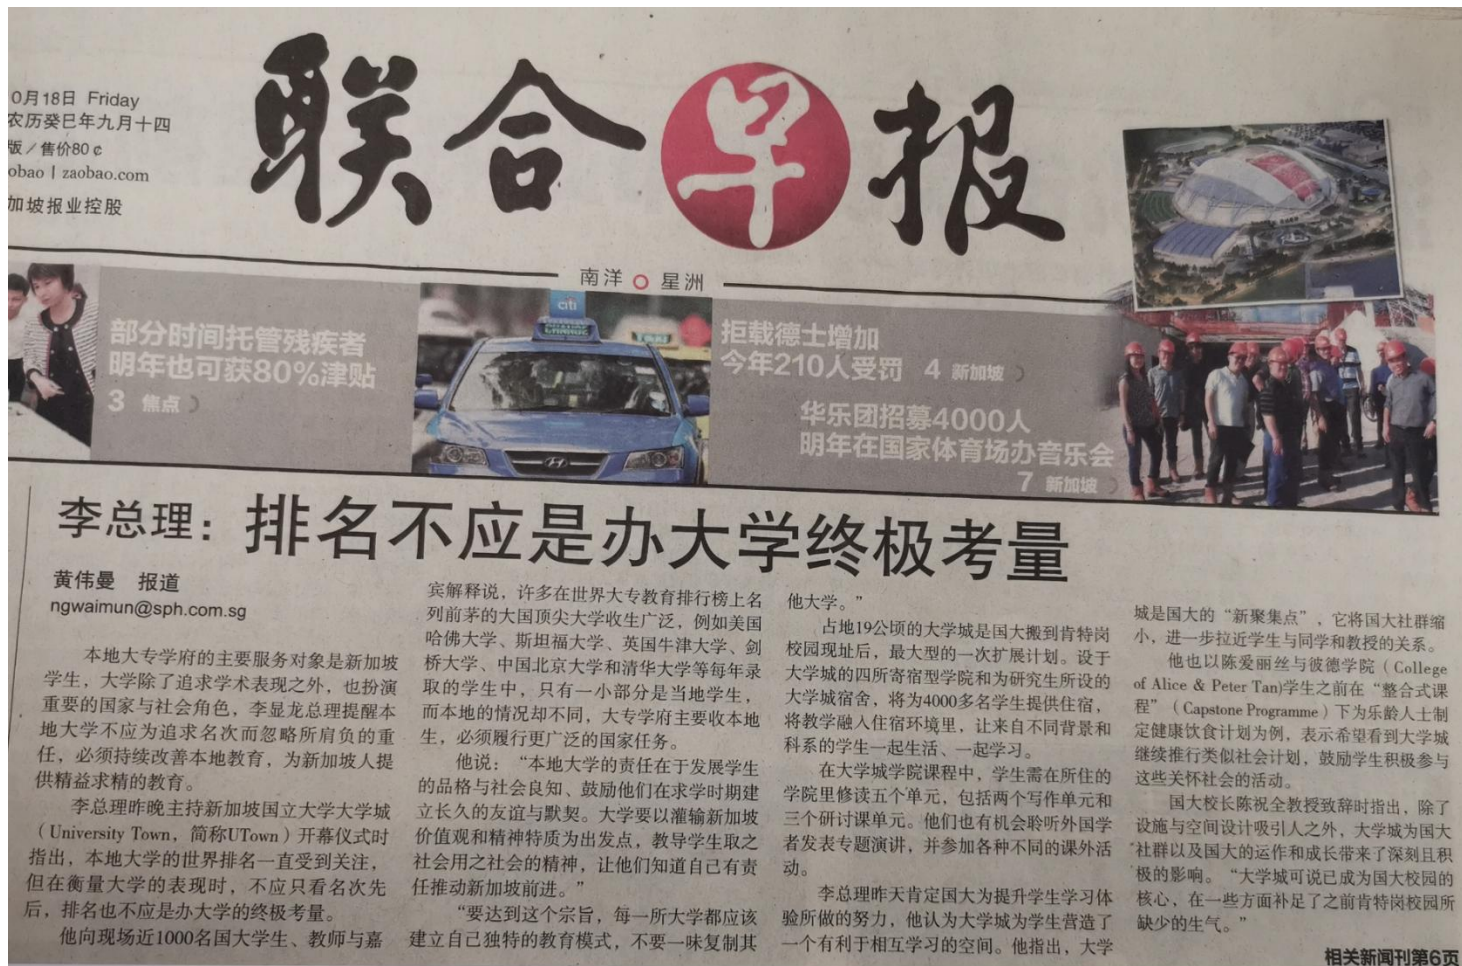 联合早报
0月18日 Friday
农历癸巳年九月十四
版／售价80￠
obao | zaobao.com
加坡报业控股
南洋 星洲
部分时间托管残疾者
明年也可获80%津贴
3 焦点
citi
拒载德士增加
今年210人受罚 4 新加坡
华乐团招募4000人
明年在国家体育场办音乐会
7 新加坡
李总理：排名不应是办大学终极考量
黄伟曼 报道
ngwaimun@sph.com.sg
本地大专学府的主要服务对象是新加坡
学生，大学除了追求学术表现之外，也扮演
重要的国家与社会角色，李显龙总理提醒本
地大学不应为追求名次而忽略所肩负的重
任，必须持续改善本地教育，为新加坡人提
供精益求精的教育。
李总理昨晚主持新加坡国立大学大学城
（University Town，简称UTown）开幕仪式时
指出，本地大学的世界排名一直受到关注，
但在衡量大学的表现时，不应只看名次先
后，排名也不应是办大学的终极考量。
他向现场近1000名国大学生、教师与嘉
宾解释说，许多在世界大专教育排行榜上名
列前茅的大国顶尖大学收生广泛，例如美国
哈佛大学、斯坦福大学、英国牛津大学、剑
桥大学、中国北京大学和清华大学等每年录
取的学生中，只有一小部分是当地学生，
而本地的情况却不同，大专学府主要收本地
生，必须履行更广泛的国家任务。
他说：“本地大学的责任在于发展学生
的品格与社会良知、鼓励他们在求学时期建
立长久的友谊与默契。大学要以灌输新加坡
价值观和精神特质为出发点，教导学生取之
社会用之社会的精神，让他们知道自己有责
任推动新加坡前进。”
“要达到这个宗旨，每一所大学都应该
建立自己独特的教育模式，不要一味复制其
他大学。”
占地19公顷的大学城是国大搬到肯特岗
校园现址后，最大型的一次扩展计划。设于
大学城的四所寄宿型学院和为研究生所设的
大学城宿舍，将为4000多名学生提供住宿，
将教学融入住宿环境里，让来自不同背景和
科系的学生一起生活、一起学习。
在大学城学院课程中，学生需在所住的
学院里修读五个单元，包括两个写作单元和
三个研讨课单元。他们也有机会聆听外国学
者发表专题演讲，并参加各种不同的课外活
动。
李总理昨天肯定国大为提升学生学习体
验所做的努力，他认为大学城为学生营造了
一个有利于相互学习的空间。他指出，大学
城是国大的“新聚集点”，它将国大社群缩
小，进一步拉近学生与同学和教授的关系。
他也以陈爱丽丝与彼德学院（College
of Alice & Peter Tan)学生之前在“整合式课
程”（Capstone Programme）下为乐龄人士制
定健康饮食计划为例，表示希望看到大学城
继续推行类似社会计划，鼓励学生积极参与
这些关怀社会的活动。
国大校长陈祝全教授致辞时指出，除了
设施与空间设计吸引人之外，大学城为国大
社群以及国大的运作和成长带来了深刻且积
极的影响。“大学城可说已成为国大校园的
核心，在一些方面补足了之前肯特岗校园所
缺少的生气。”
相关新闻刊第6页